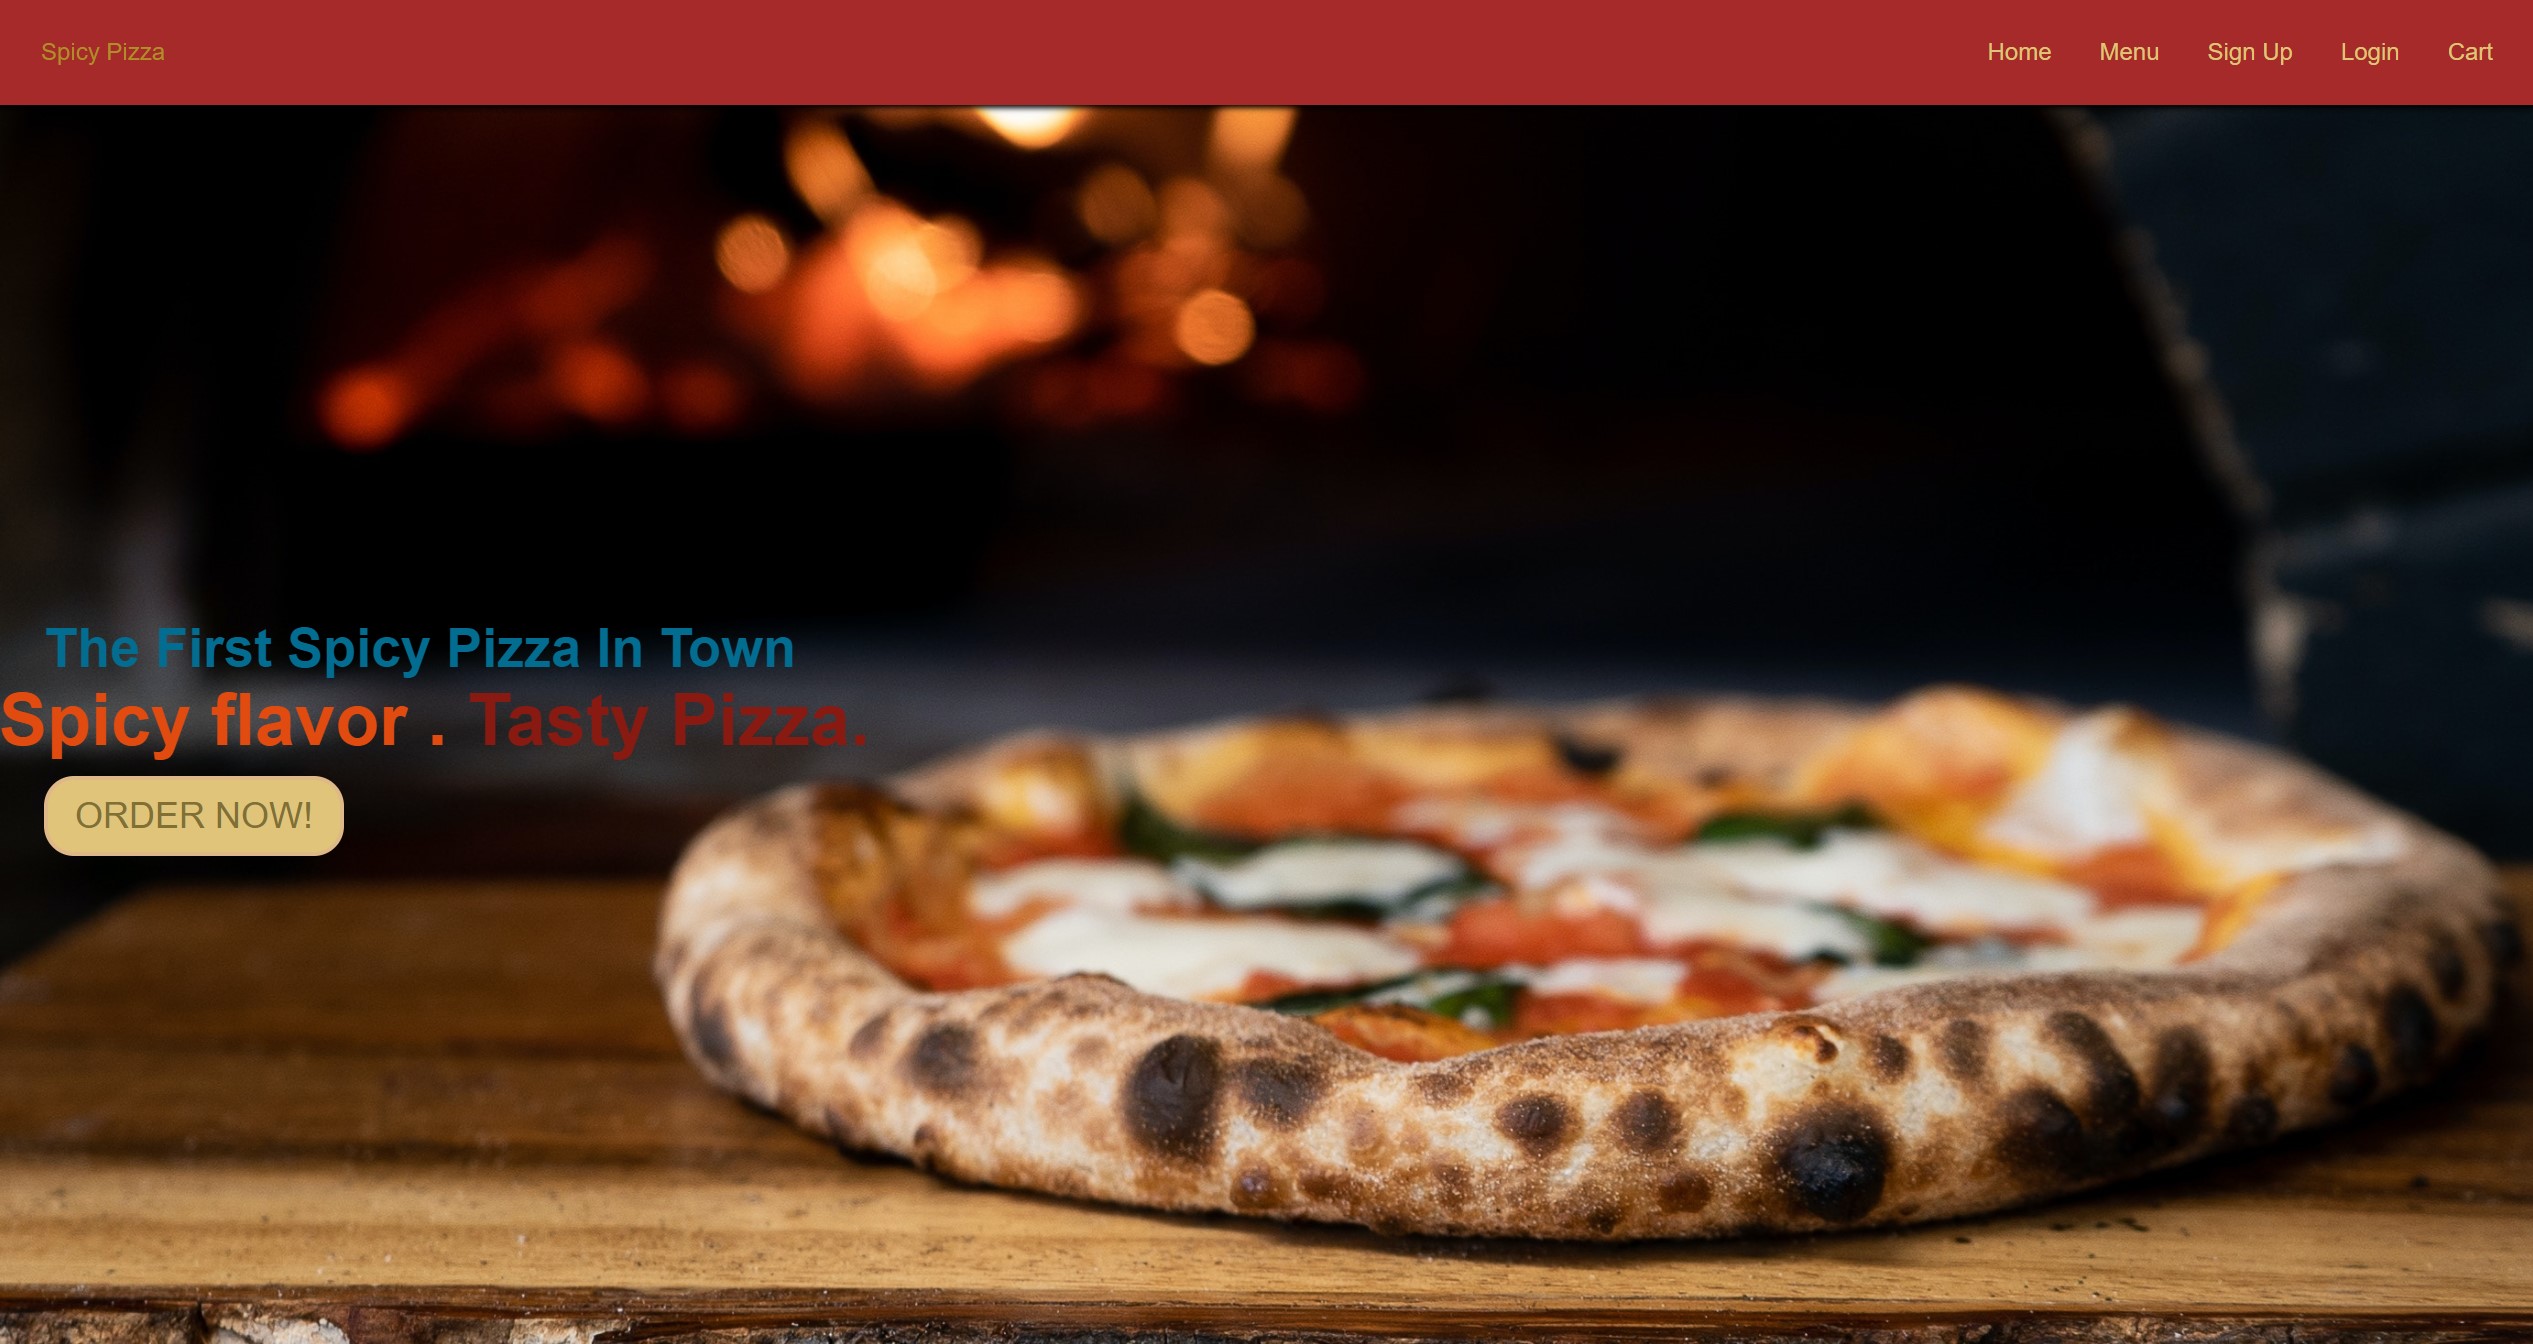 Spicy Pizza
Home Menu Sign Up Login Cart
The First Spicy Pizza In Town
Spicy flavor . Tasty Pizza.
ORDER NOW!